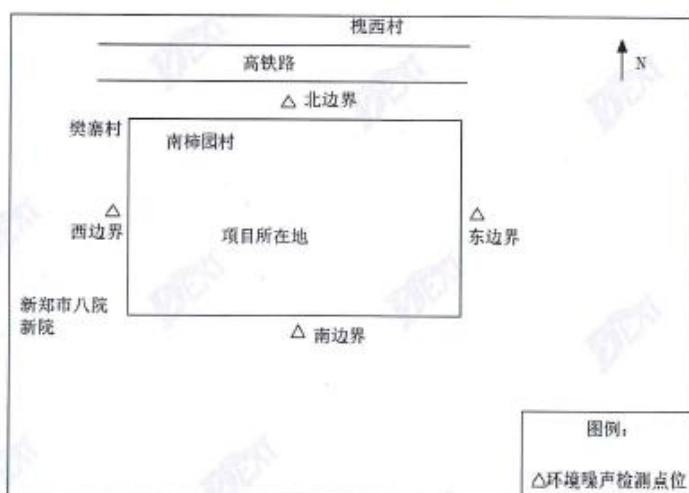 槐西村
高铁路
N
△ 北边界
樊寨村
南柿园村
△
西边界
项目所在地
△
东边界
新郑市八院
新院
△ 南边界
图例：
△环境噪声检测点位